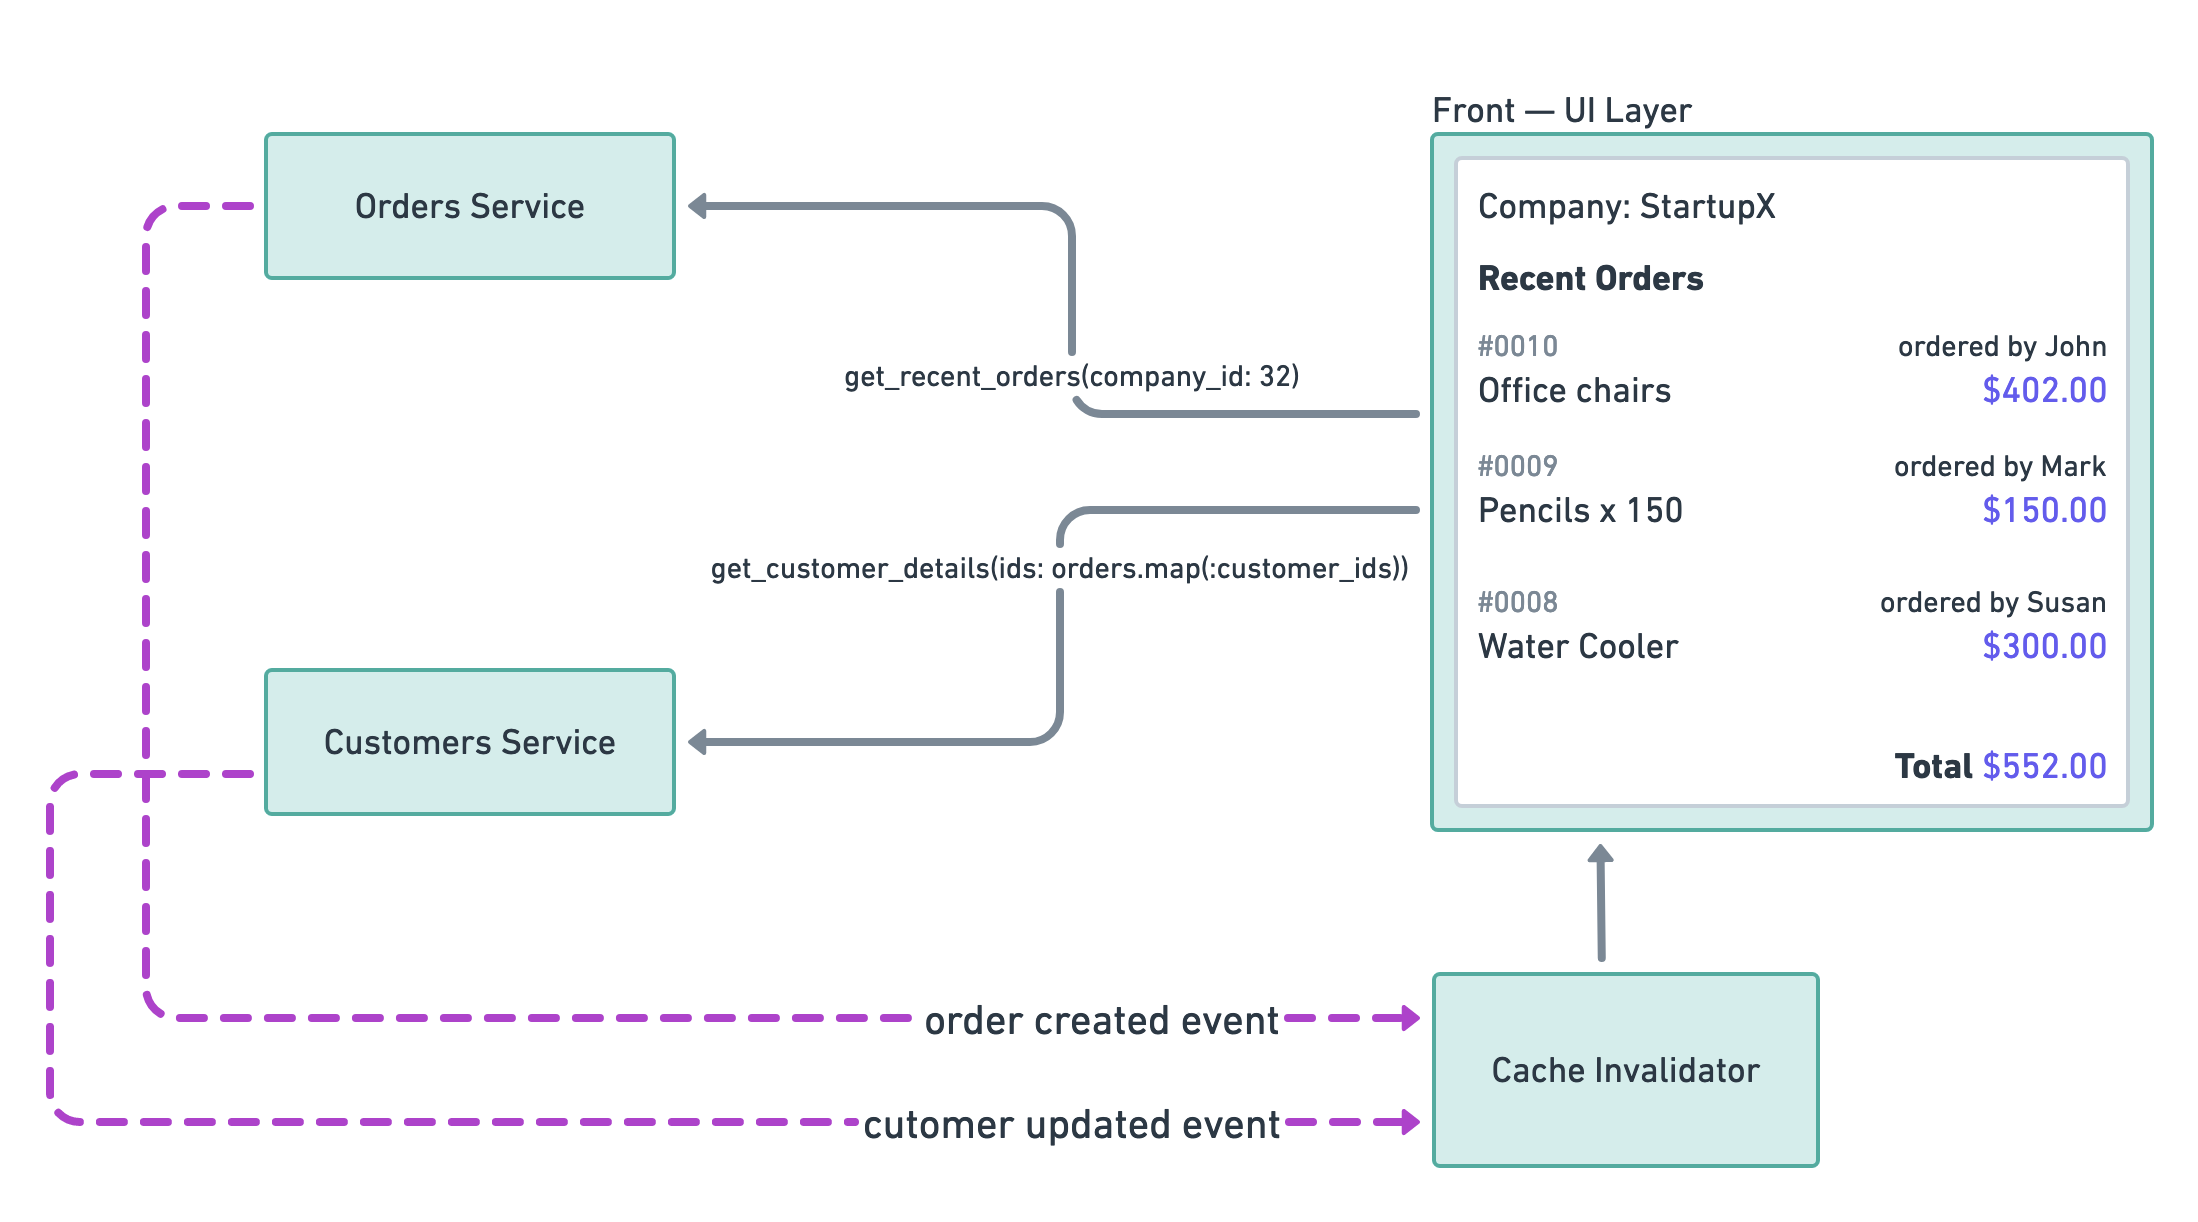 Front — UI Layer
Orders Service
Company: StartupX
Recent Orders
#0010 ordered by John
get_recent_orders(company_id: 32)
Office chairs $402.00
#0009 ordered by Mark
Pencils x 150 $150.00
get_customer_details(ids: orders.map(:customer_ids))
#0008 ordered by Susan
Water Cooler $300.00
Customers Service
Total $552.00
order created event
Cache Invalidator
cutomer updated event